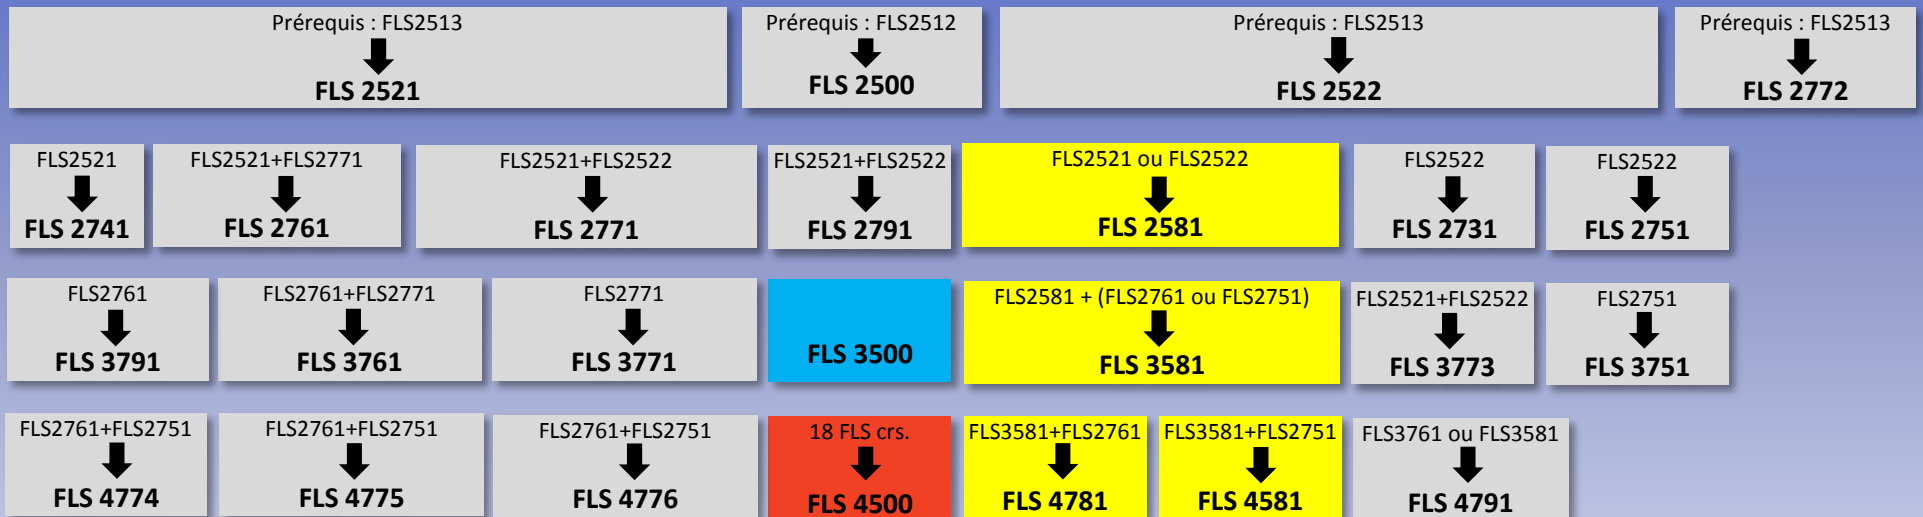 Prérequis : FLS2513
FLS 2521
Prérequis : FLS2512
FLS 2500
Prérequis : FLS2513
FLS 2522
Prérequis : FLS2513
FLS 2772
FLS2521
FLS 2741
FLS2521+FLS2771
FLS 2761
FLS2521+FLS2522
FLS 2771
FLS2521+FLS2522
FLS 2791
FLS2521 ou FLS2522
FLS 2581
FLS2522
FLS 2731
FLS2522
FLS 2751
FLS2761
FLS 3791
FLS2761+FLS2771
FLS 3761
FLS2771
FLS 3771
FLS 3500
FLS2581 + (FLS2761 ou FLS2751)
FLS 3581
FLS2521+FLS2522
FLS 3773
FLS2751
FLS 3751
FLS2761+FLS2751
FLS 4774
FLS2761+FLS2751
FLS 4775
FLS2761+FLS2751
FLS 4776
18 FLS crs.
FLS 4500
FLS3581+FLS2761
FLS 4781
FLS3581+FLS2751
FLS 4581
FLS3761 ou FLS3581
FLS 4791